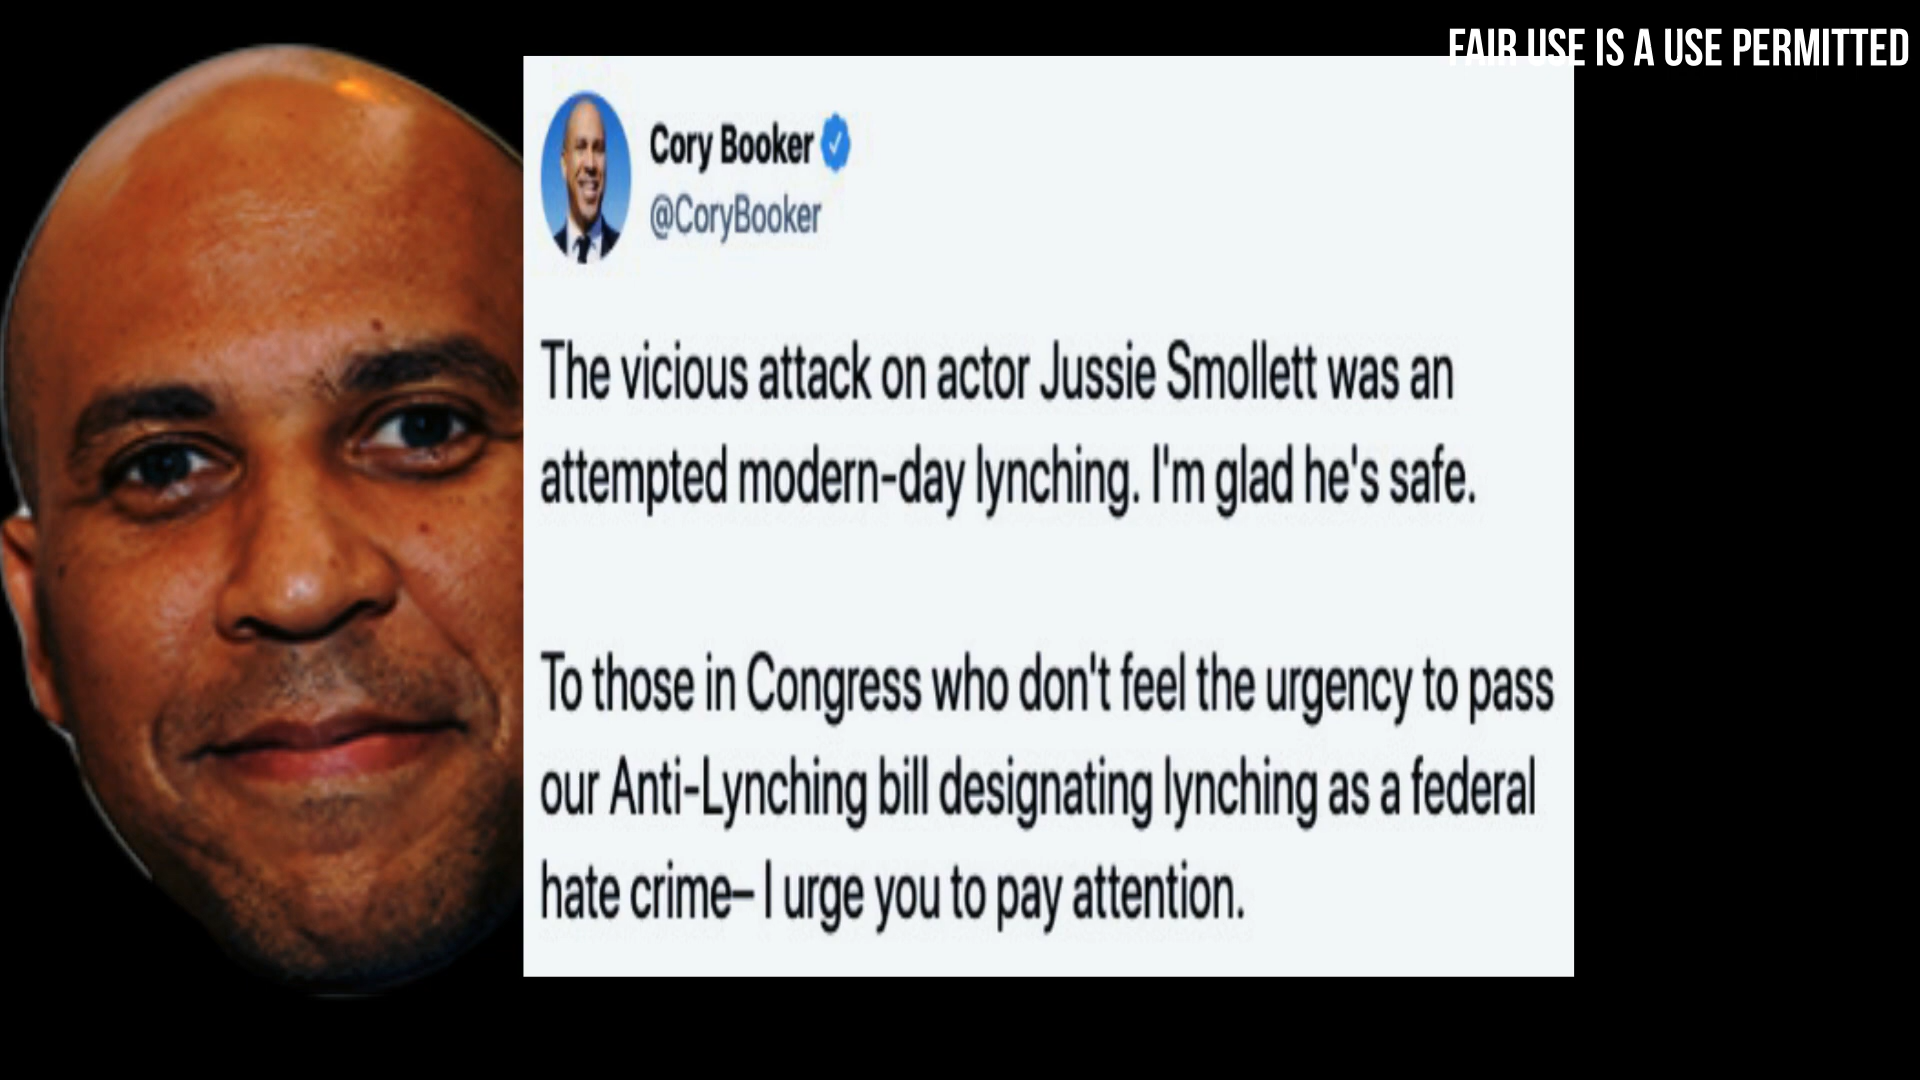 FAIR USE IS A USE PERMITTED
Cory Booker
@CoryBooker
The vicious attack on actor Jussie Smollett was an
attempted modern-day lynching. I'm glad he's safe.
To those in Congress who don't feel the urgency to pass
our Anti-Lynching bill designating lynching as a federal
hate crime– I urge you to pay attention.